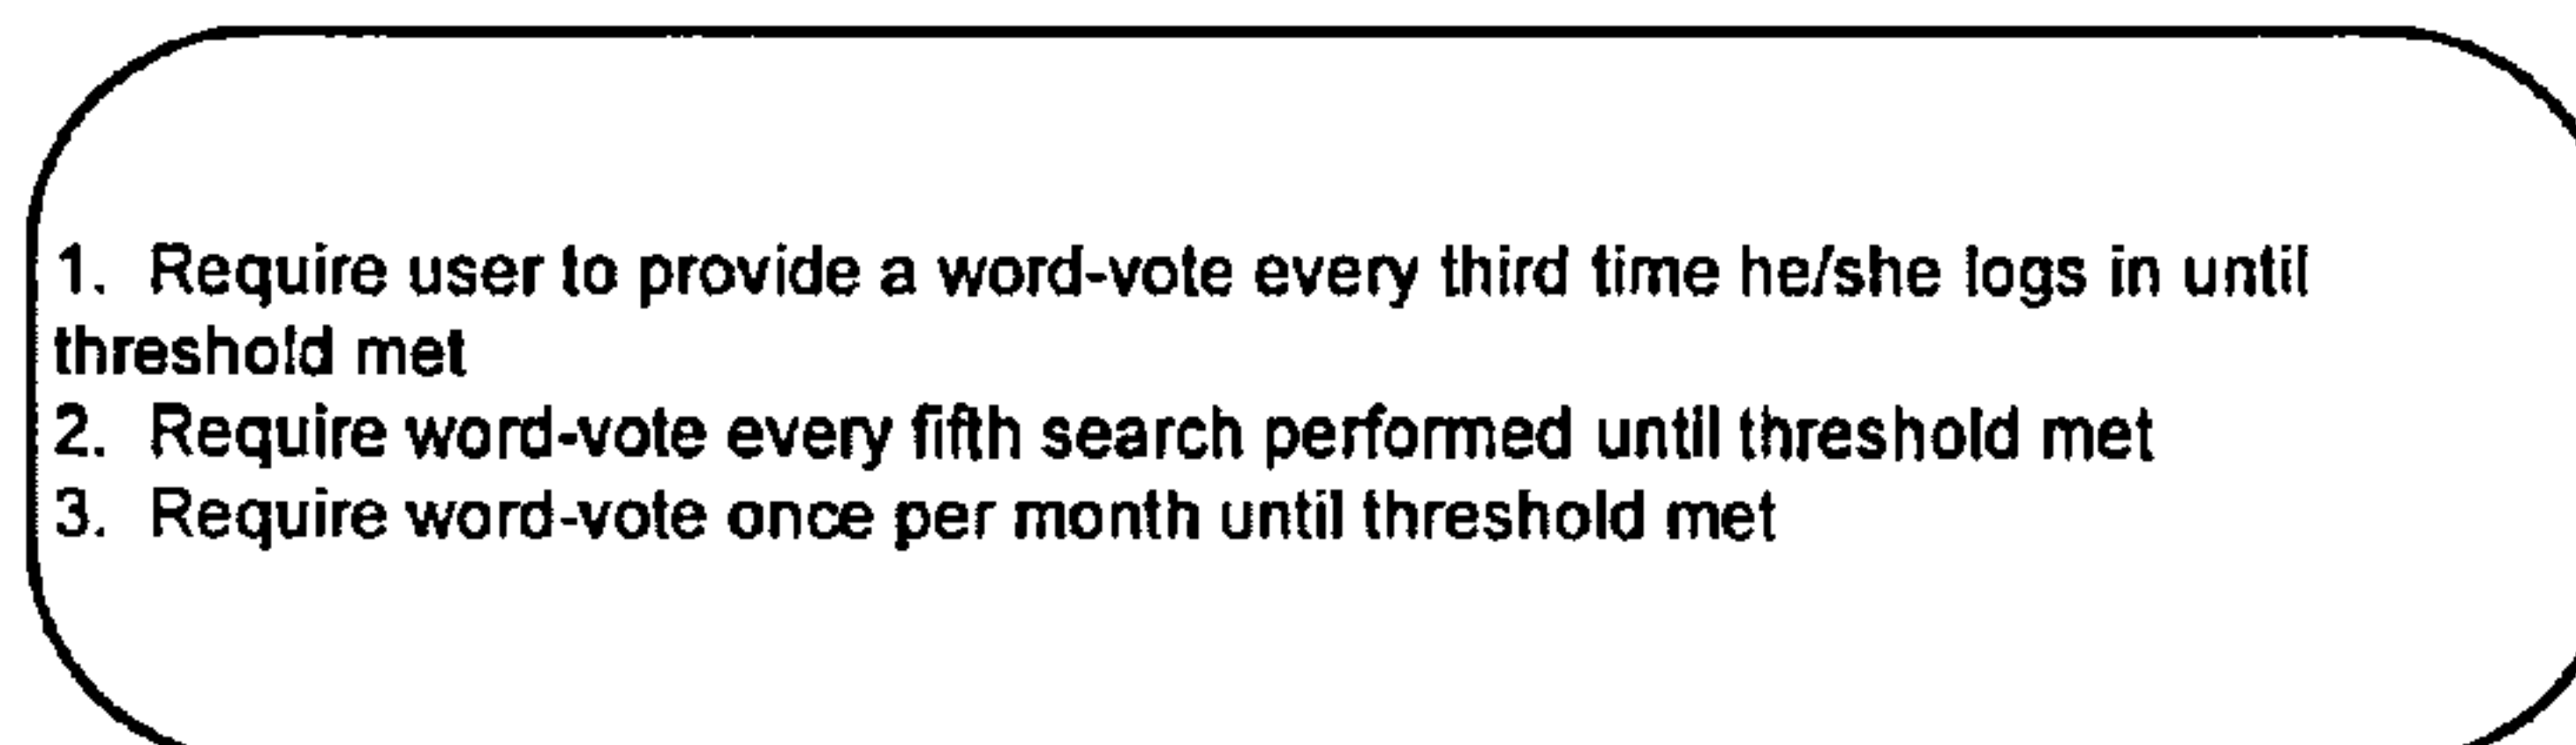 1. Require user to provide a word-vote every third time he/she logs in until
threshold met
2. Require word-vote every fifth search performed until threshold met
3. Require word-vote once per month until threshold met